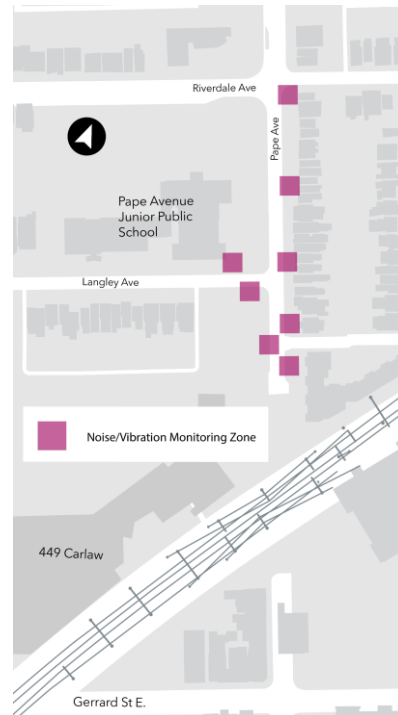 Riverdale Ave
Pape Ave
Pape Avenue
Junior Public
School
Langley Ave
Noise/Vibration Monitoring Zone
449 Carlaw
Gerrard St E.